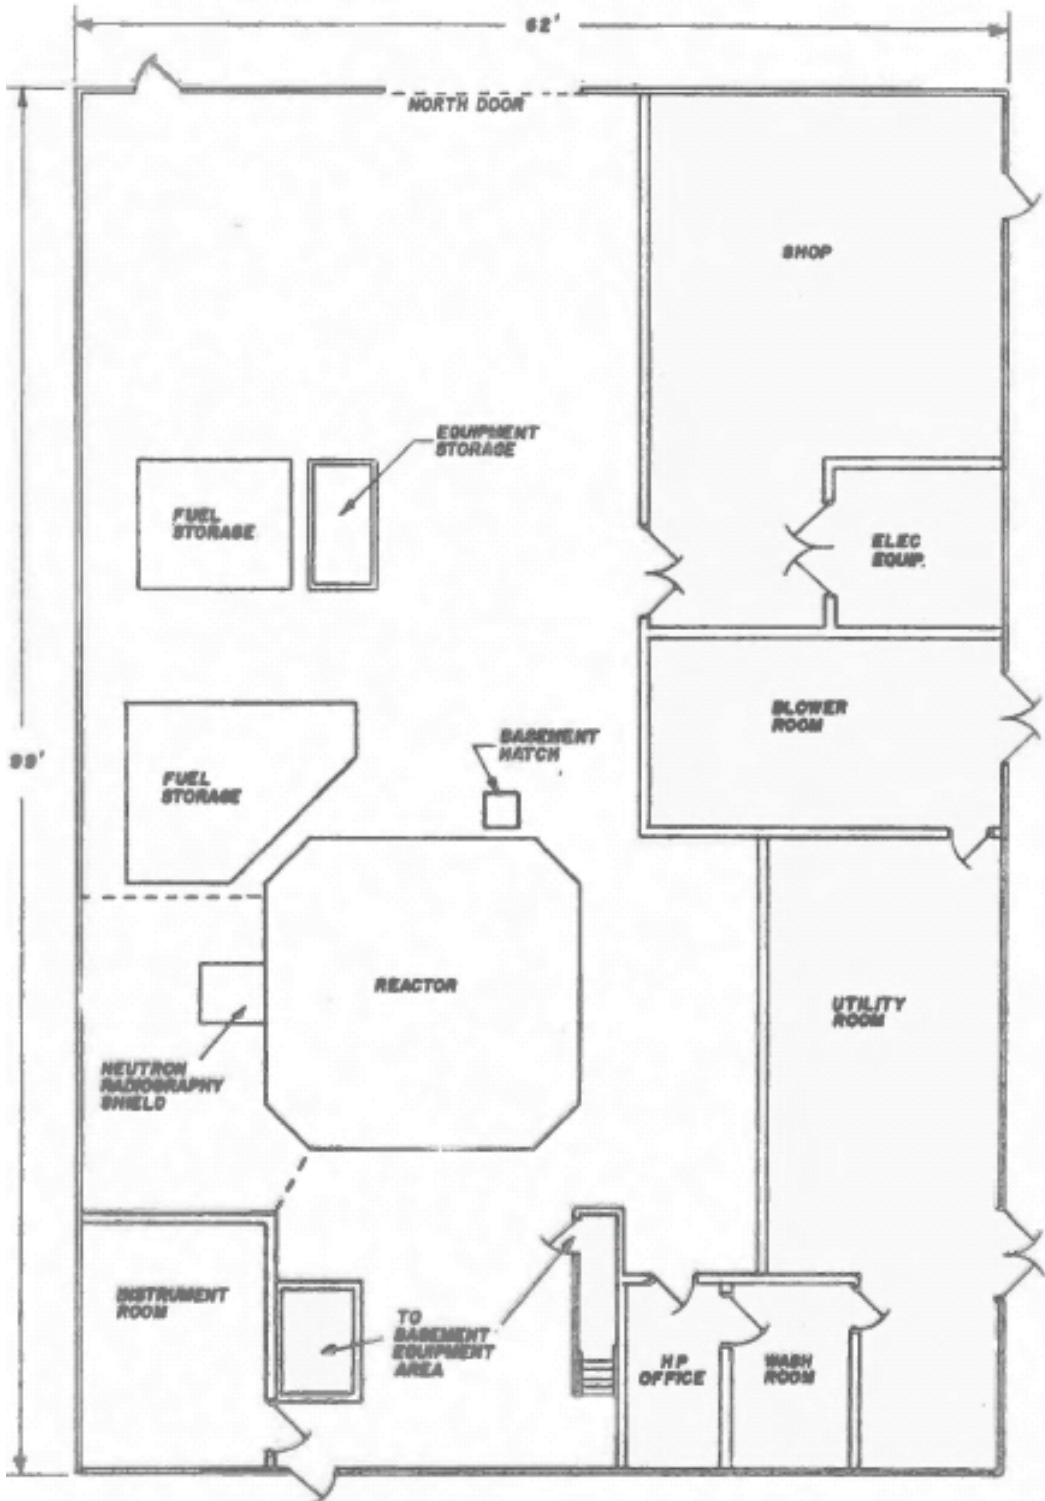 62'
NORTH DOOR
SHOP
EQUIPMENT
STORAGE
FUEL
STORAGE
ELEC
EQUIP.
BLOWER
ROOM
BASEMENT
HATCH
99'
FUEL
STORAGE
REACTOR
UTILITY
ROOM
NEUTRON
RADIOGRAPHY
SHIELD
INSTRUMENT
ROOM
TO
BASEMENT
EQUIPMENT
AREA
HP
OFFICE
WASH
ROOM